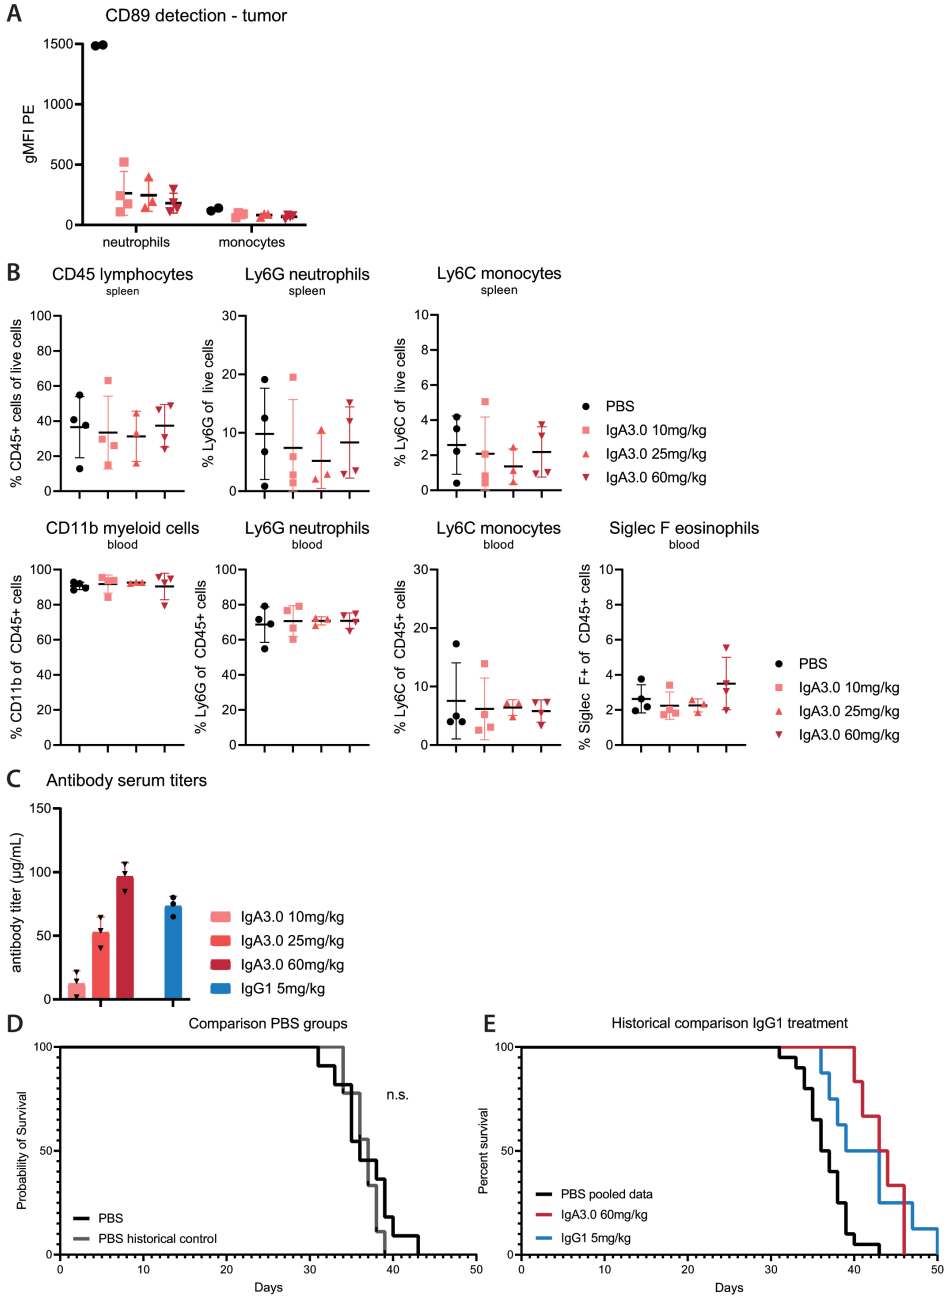 A
CD89 detection - tumor
gMFI PE
1500
1000
500
0
neutrophils
monocytes
B
CD45 lymphocytes
spleen
% CD45+ cells of live cells
100
80
60
40
20
0
Ly6G neutrophils
spleen
% Ly6G of live cells
30
20
10
0
Ly6C monocytes
spleen
% Ly6C of live cells
10
8
6
4
2
0
PBS
IgA3.0 10mg/kg
IgA3.0 25mg/kg
IgA3.0 60mg/kg
CD11b myeloid cells
blood
% CD11b of CD45+ cells
100
80
60
40
20
0
Ly6G neutrophils
blood
% Ly6G of CD45+ cells
100
80
60
40
20
0
Ly6C monocytes
blood
% Ly6C of CD45+ cells
30
20
10
0
Siglec F eosinophils
blood
% Siglec F+ of CD45+ cells
10
8
6
4
2
0
PBS
IgA3.0 10mg/kg
IgA3.0 25mg/kg
IgA3.0 60mg/kg
C
Antibody serum titers
antibody titer (µg/mL)
150
100
50
0
IgA3.0 10mg/kg
IgA3.0 25mg/kg
IgA3.0 60mg/kg
IgG1 5mg/kg
D
Comparison PBS groups
Probability of Survival
100
50
0
n.s.
PBS
PBS historical control
0 10 20 30 40 50
Days
E
Historical comparison IgG1 treatment
Percent survival
100
50
0
PBS pooled data
IgA3.0 60mg/kg
IgG1 5mg/kg
0 10 20 30 40 50
Days